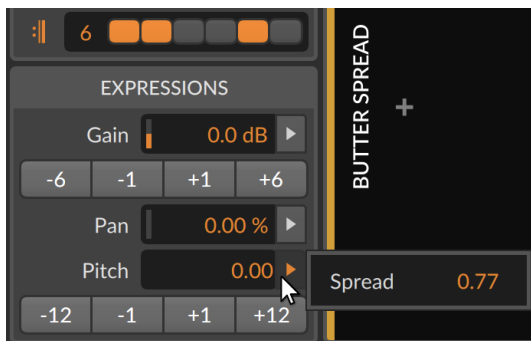 6
EXPRESSIONS
Gain 0.0 dB
-6 -1 +1 +6
Pan 0.00 %
Pitch 0.00
-12 -1 +1 +12
BUTTER SPREAD
+
Spread 0.77